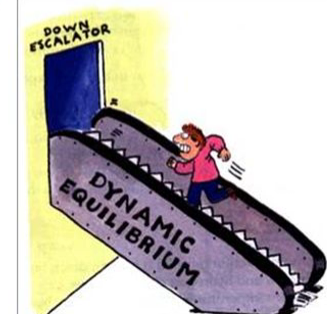 DOWN
ESCALATOR
DYNAMIC
EQUILIBRIUM